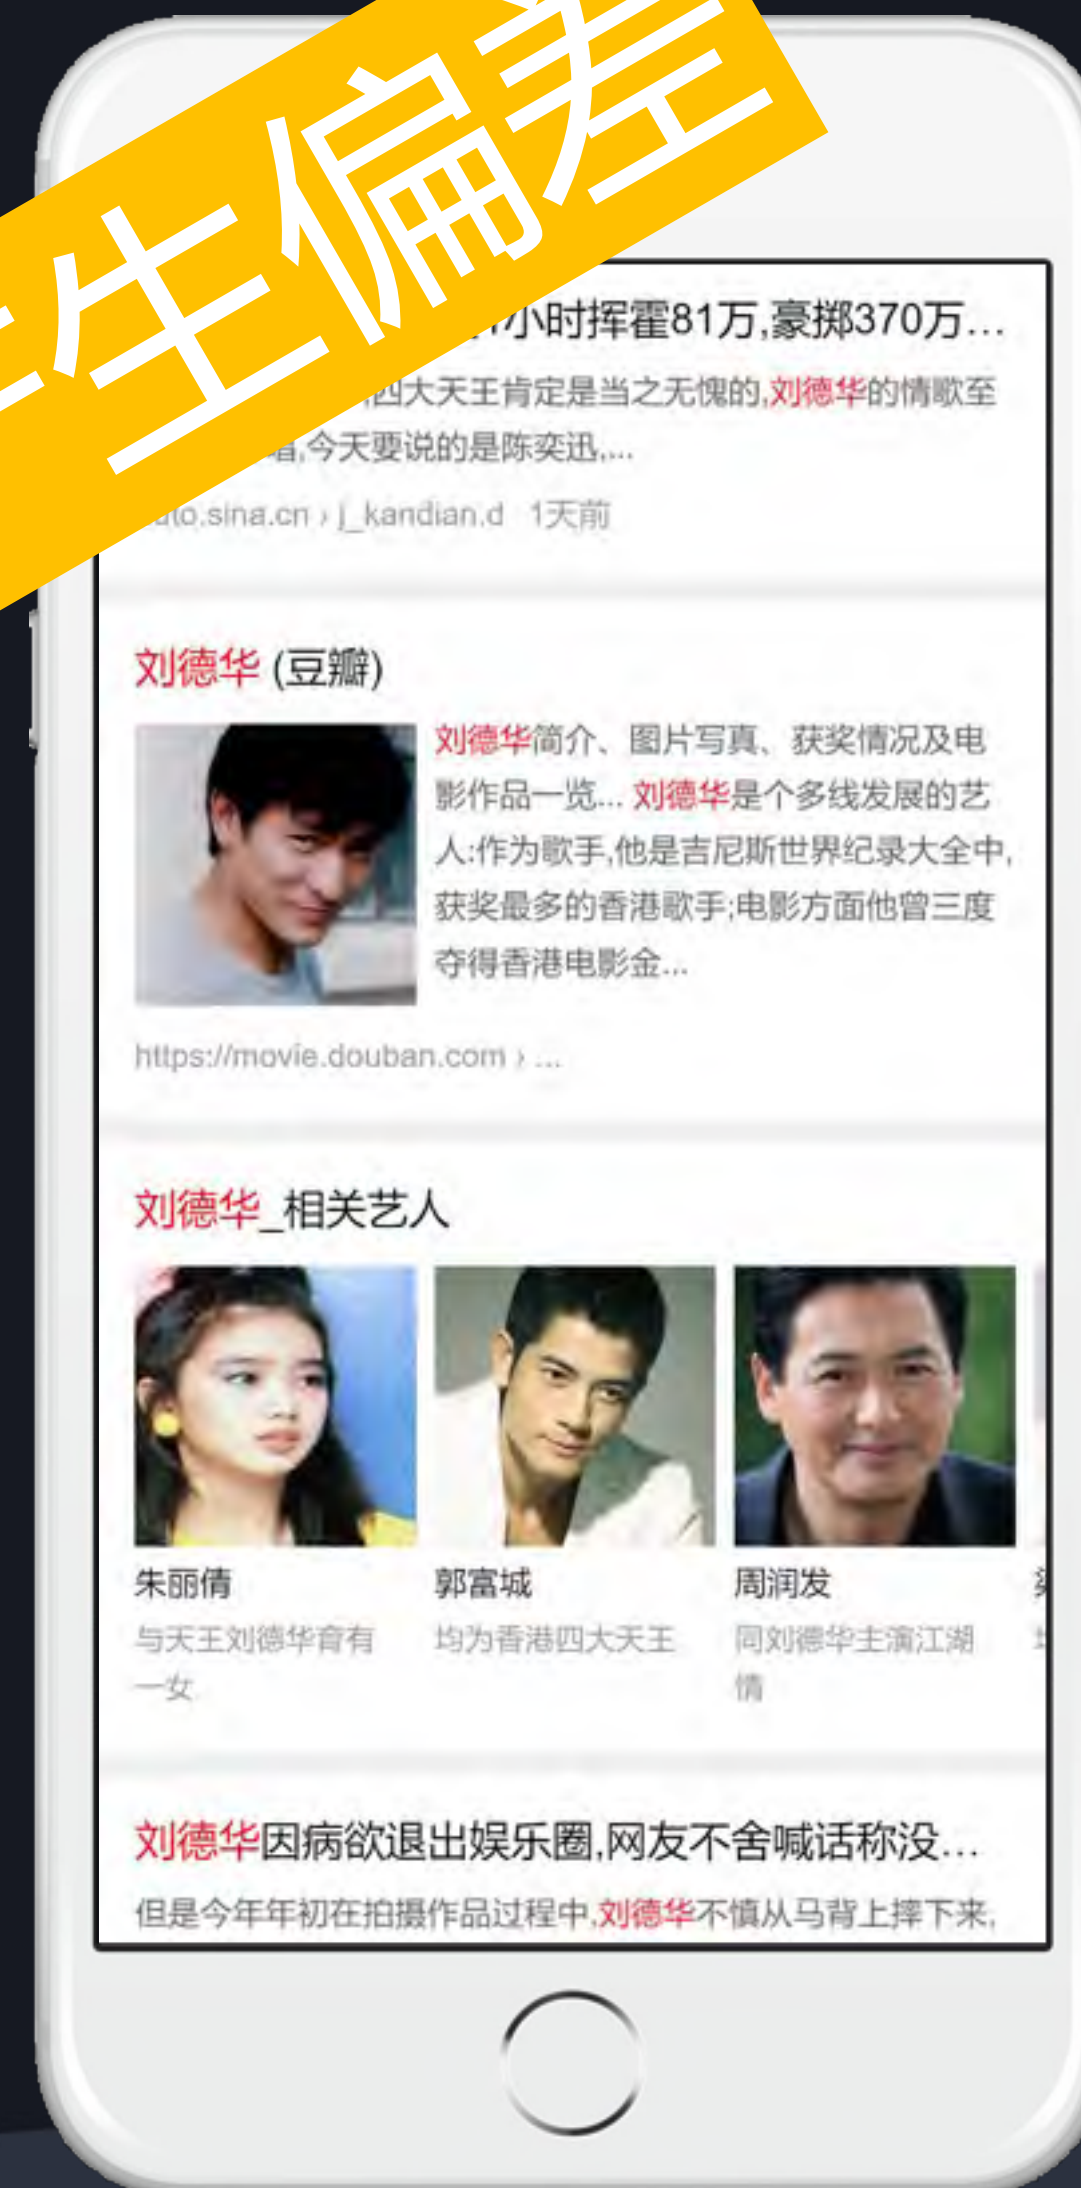 生偏差
小时挥霍81万,豪掷370万...
四大天王肯定是当之无愧的,刘德华的情歌至
,今天要说的是陈奕迅,...
.sina.cn › j_kandian.d 1天前
刘德华 (豆瓣)
刘德华简介、图片写真、获奖情况及电
影作品一览... 刘德华是个多线发展的艺
人:作为歌手,他是吉尼斯世界纪录大全中,
获奖最多的香港歌手;电影方面他曾三度
夺得香港电影金...
https://movie.douban.com › ...
刘德华_相关艺人
朱丽倩
与天王刘德华育有
一女
郭富城
均为香港四大天王
周润发
同刘德华主演江湖
情
刘德华因病欲退出娱乐圈,网友不舍喊话称没...
但是今年年初在拍摄作品过程中,刘德华不慎从马背上摔下来,